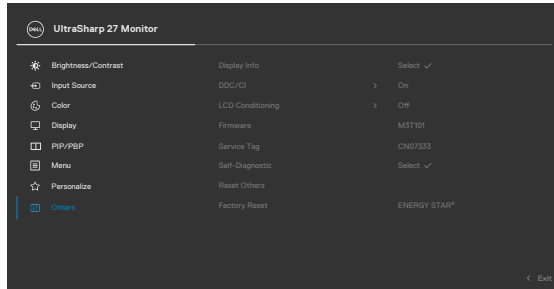 DELL UltraSharp 27 Monitor
Brightness/Contrast Display Info Select ✓
Input Source DDC/CI > On
Color LCD Conditioning > Off
Display Firmware M3T101
PIP/PBP Service Tag CN07333
Menu Self-Diagnostic Select ✓
Personalize Reset Others
Others Factory Reset ENERGY STAR®
< Exit